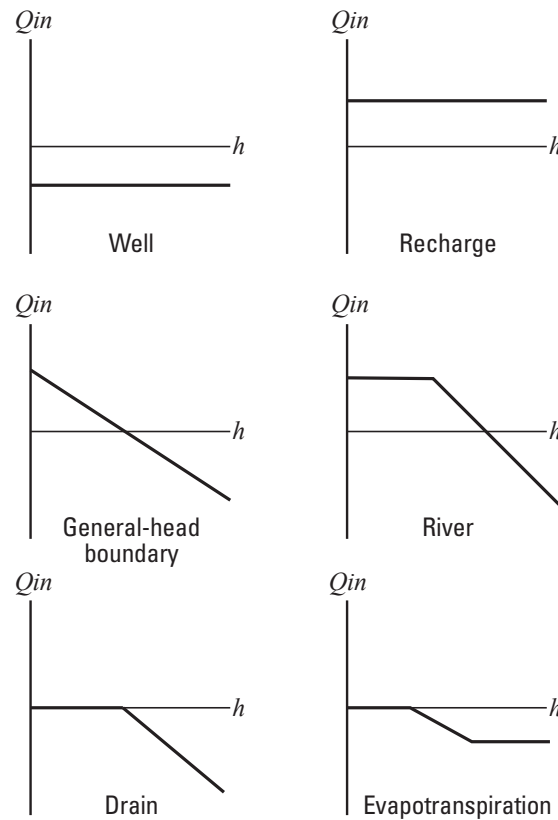 Qin
h
Well
Qin
h
Recharge
Qin
h
General-head
boundary
Qin
h
River
Qin
h
Drain
Qin
h
Evapotranspiration